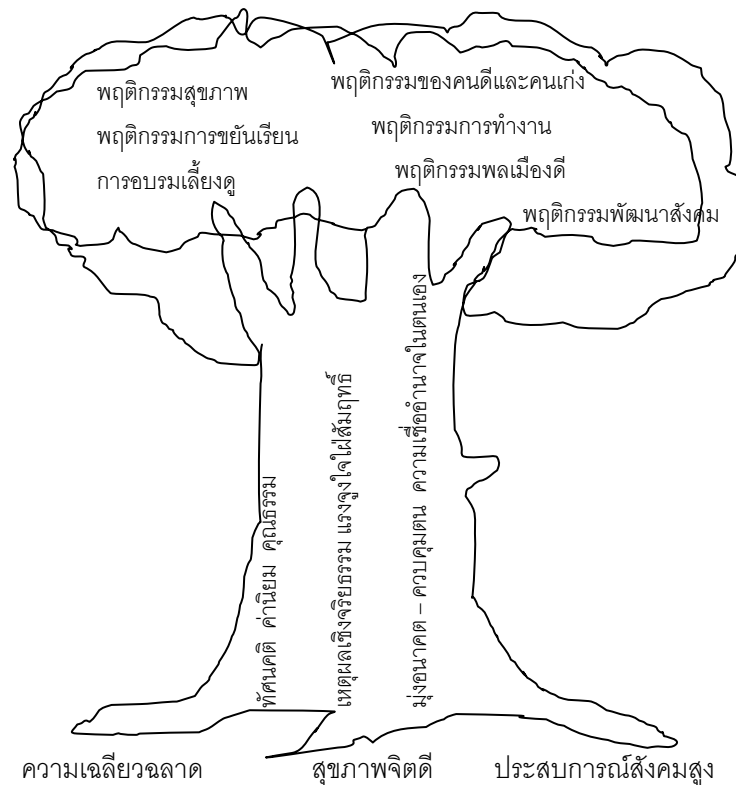 พฤติกรรมสุขภาพ
พฤติกรรมของคนดีและคนเก่ง
พฤติกรรมการขยันเรียน
พฤติกรรมการทำงาน
การอบรมเลี้ยงดู
พฤติกรรมพลเมืองดี
พฤติกรรมพัฒนาสังคม
ทัศนคติ ค่านิยม คุณธรรม
เหตุผลเชิงจริยธรรม แรงจูงใจใฝ่สัมฤทธิ์
มุ่งอนาคต – ควบคุมตน ความเชื่ออำนาจในตนเอง
ความเฉลียวฉลาด
สุขภาพจิตดี
ประสบการณ์สังคมสูง